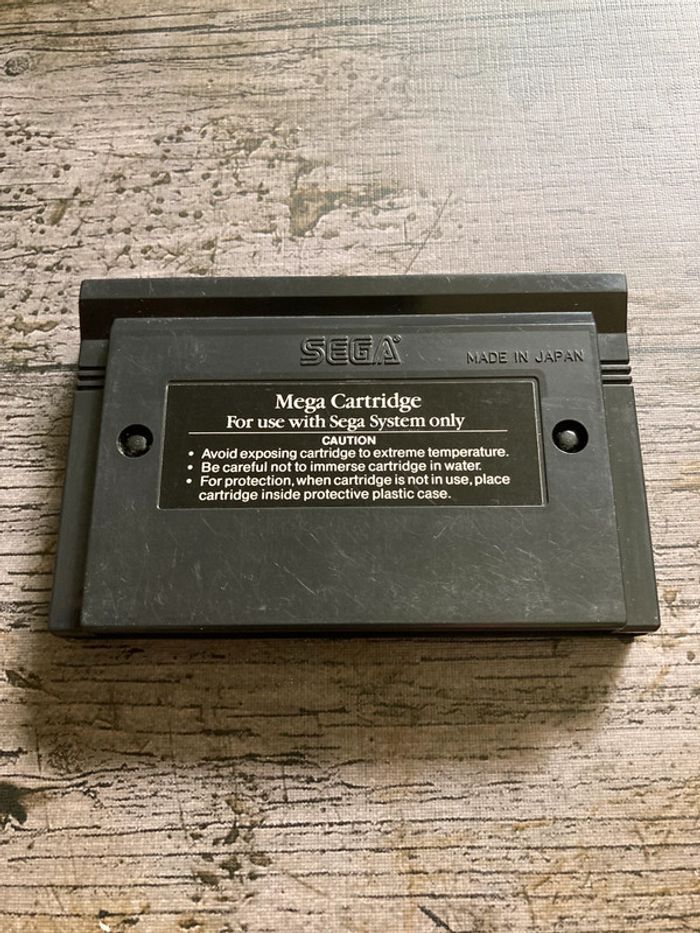 SEGA®
MADE IN JAPAN
Mega Cartridge
For use with Sega System only
CAUTION
• Avoid exposing cartridge to extreme temperature.
• Be careful not to immerse cartridge in water.
• For protection, when cartridge is not in use, place
cartridge inside protective plastic case.